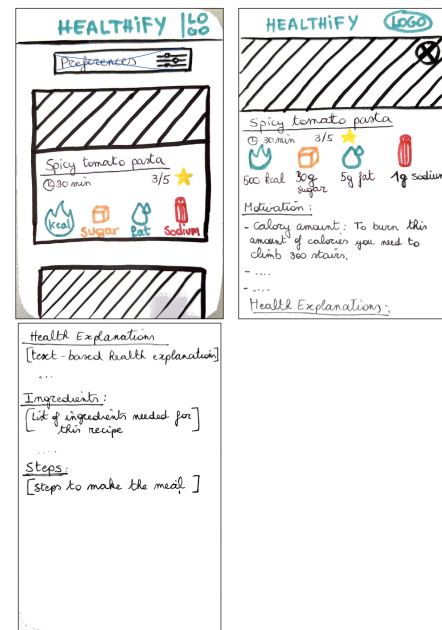 HEALTHiFY LOGO
Preferences
Spicy tomato pasta
30 min 3/5
kcal sugar fat Sodium
HEALTHiFY LOGO
Spicy tomato pasta
30 min 3/5
500 kcal 30g sugar 5g fat 1g sodium
Motivation:
- Calory amount: To burn this
amount of calories you need to
climb 300 stairs.
- ....
- ....
Health Explanations:
Health Explanations
[text-based health explanation]
...
Ingredients:
[List of ingredients needed for
this recipe]
....
Steps:
[steps to make the meal]